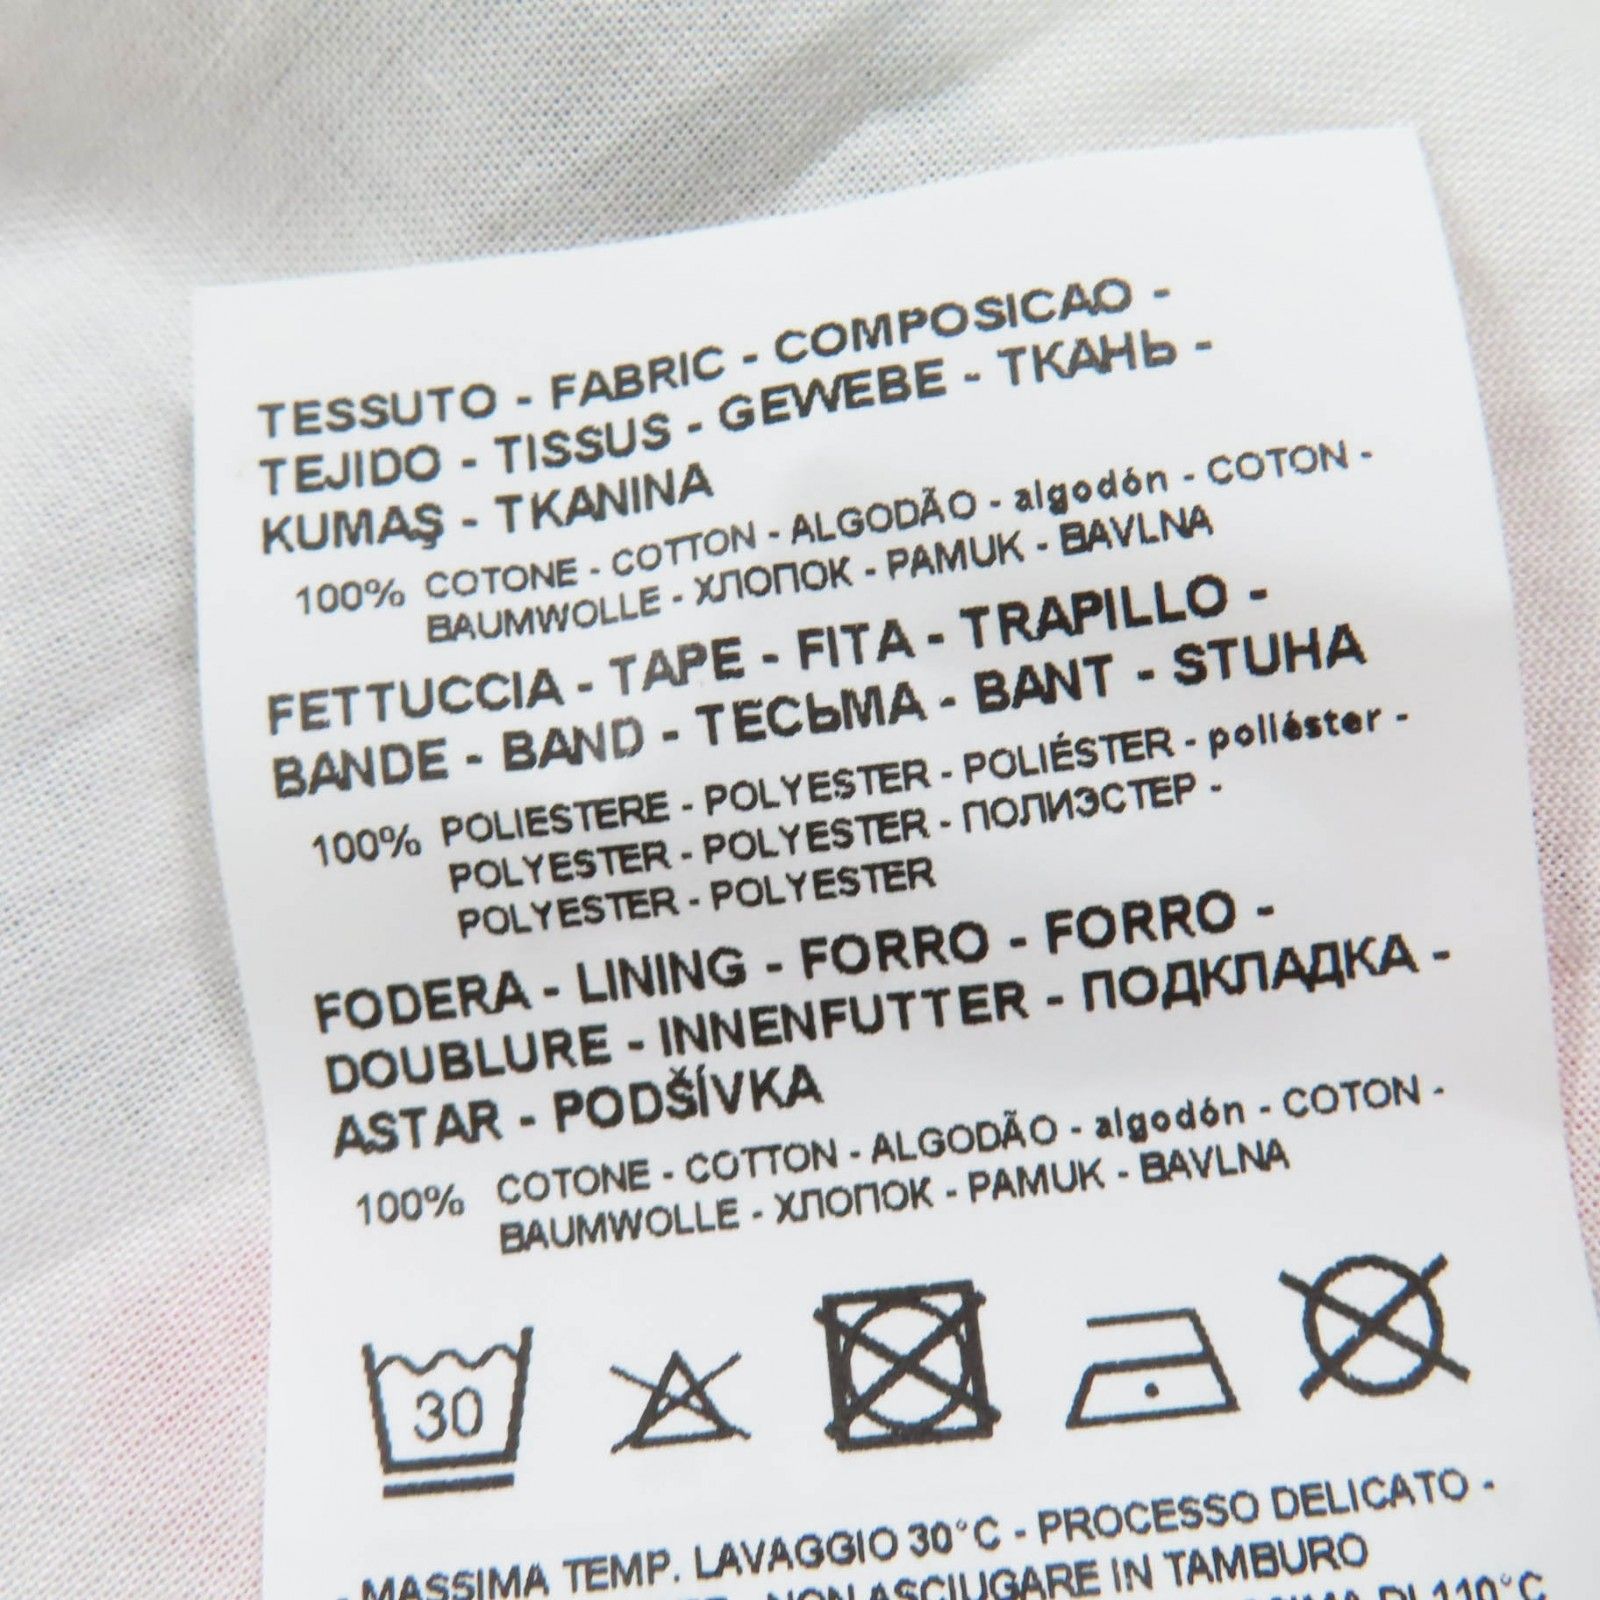 TESSUTO - FABRIC - COMPOSICAO -
TEJIDO - TISSUS - GEWEBE - ТКАНЬ -
KUMAŞ - TKANINA
100% COTONE - COTTON - ALGODÃO - algodón - COTON -
BAUMWOLLE - ХЛОПОК - PAMUK - BAVLNA
FETTUCCIA - TAPE - FITA - TRAPILLO -
BANDE - BAND - ТЕСЬМА - BANT - STUHA
100% POLIESTERE - POLYESTER - POLIÉSTER - poliéster -
POLYESTER - POLYESTER - ПОЛИЭСТЕР -
POLYESTER - POLYESTER
FODERA - LINING - FORRO - FORRO -
DOUBLURE - INNENFUTTER - ПОДКЛАДКА -
ASTAR - PODŠÍVKA
100% COTONE - COTTON - ALGODÃO - algodón - COTON -
BAUMWOLLE - ХЛОПОК - PAMUK - BAVLNA
30
- MASSIMA TEMP. LAVAGGIO 30°C - PROCESSO DELICATO -
NON ASCIUGARE IN TAMBURO
DI 110°C